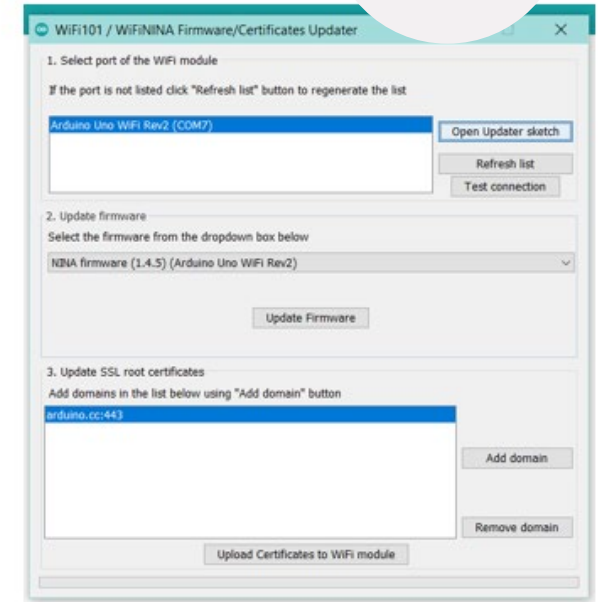 WiFi101 / WiFiNINA Firmware/Certificates Updater
1. Select port of the WiFi module
If the port is not listed click "Refresh list" button to regenerate the list
Arduino Uno WiFi Rev2 (COM7)
Open Updater sketch
Refresh list
Test connection
2. Update firmware
Select the firmware from the dropdown box below
NINA firmware (1.4.5) (Arduino Uno WiFi Rev2)
Update Firmware
3. Update SSL root certificates
Add domains in the list below using "Add domain" button
arduino.cc:443
Add domain
Remove domain
Upload Certificates to WiFi module